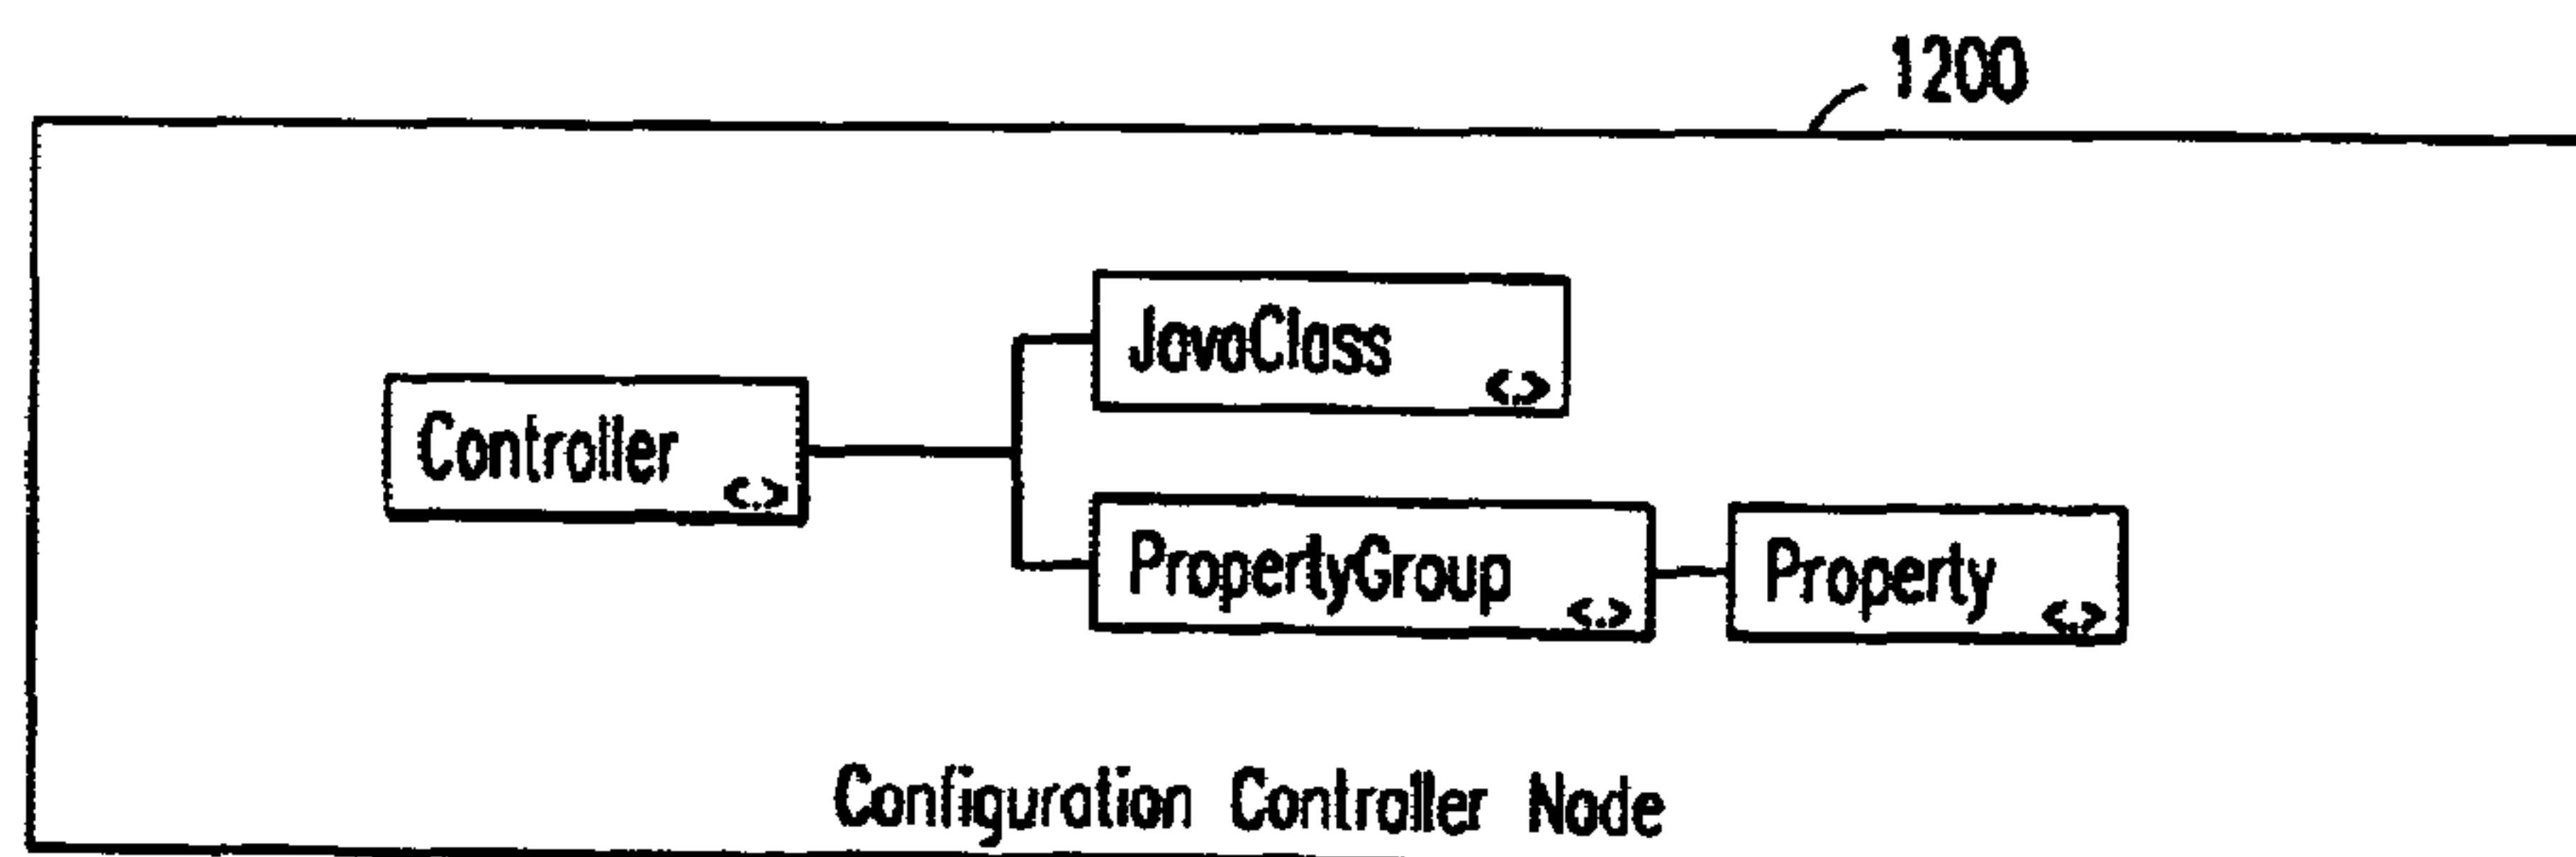 1200
JavaClass
<.>
Controller
<.>
PropertyGroup
<.>
Property
<.>
Configuration Controller Node